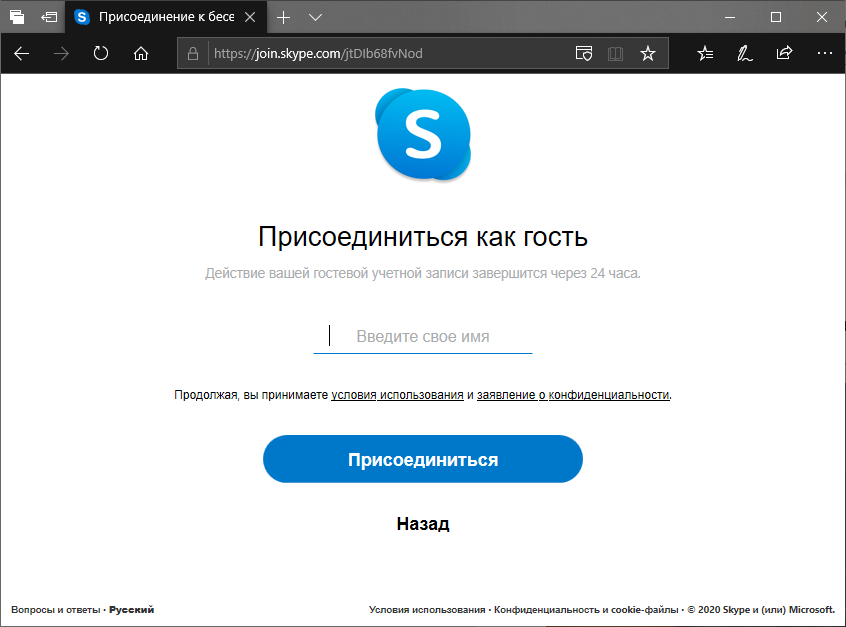 Присоединение к бесе
https://join.skype.com/jtDIb68fvNod
S
Присоединиться как гость
Действие вашей гостевой учетной записи завершится через 24 часа.
Введите свое имя
Продолжая, вы принимаете условия использования и заявление о конфиденциальности.
Присоединиться
Назад
Вопросы и ответы · Русский
Условия использования · Конфиденциальность и cookie-файлы · © 2020 Skype и (или) Microsoft.